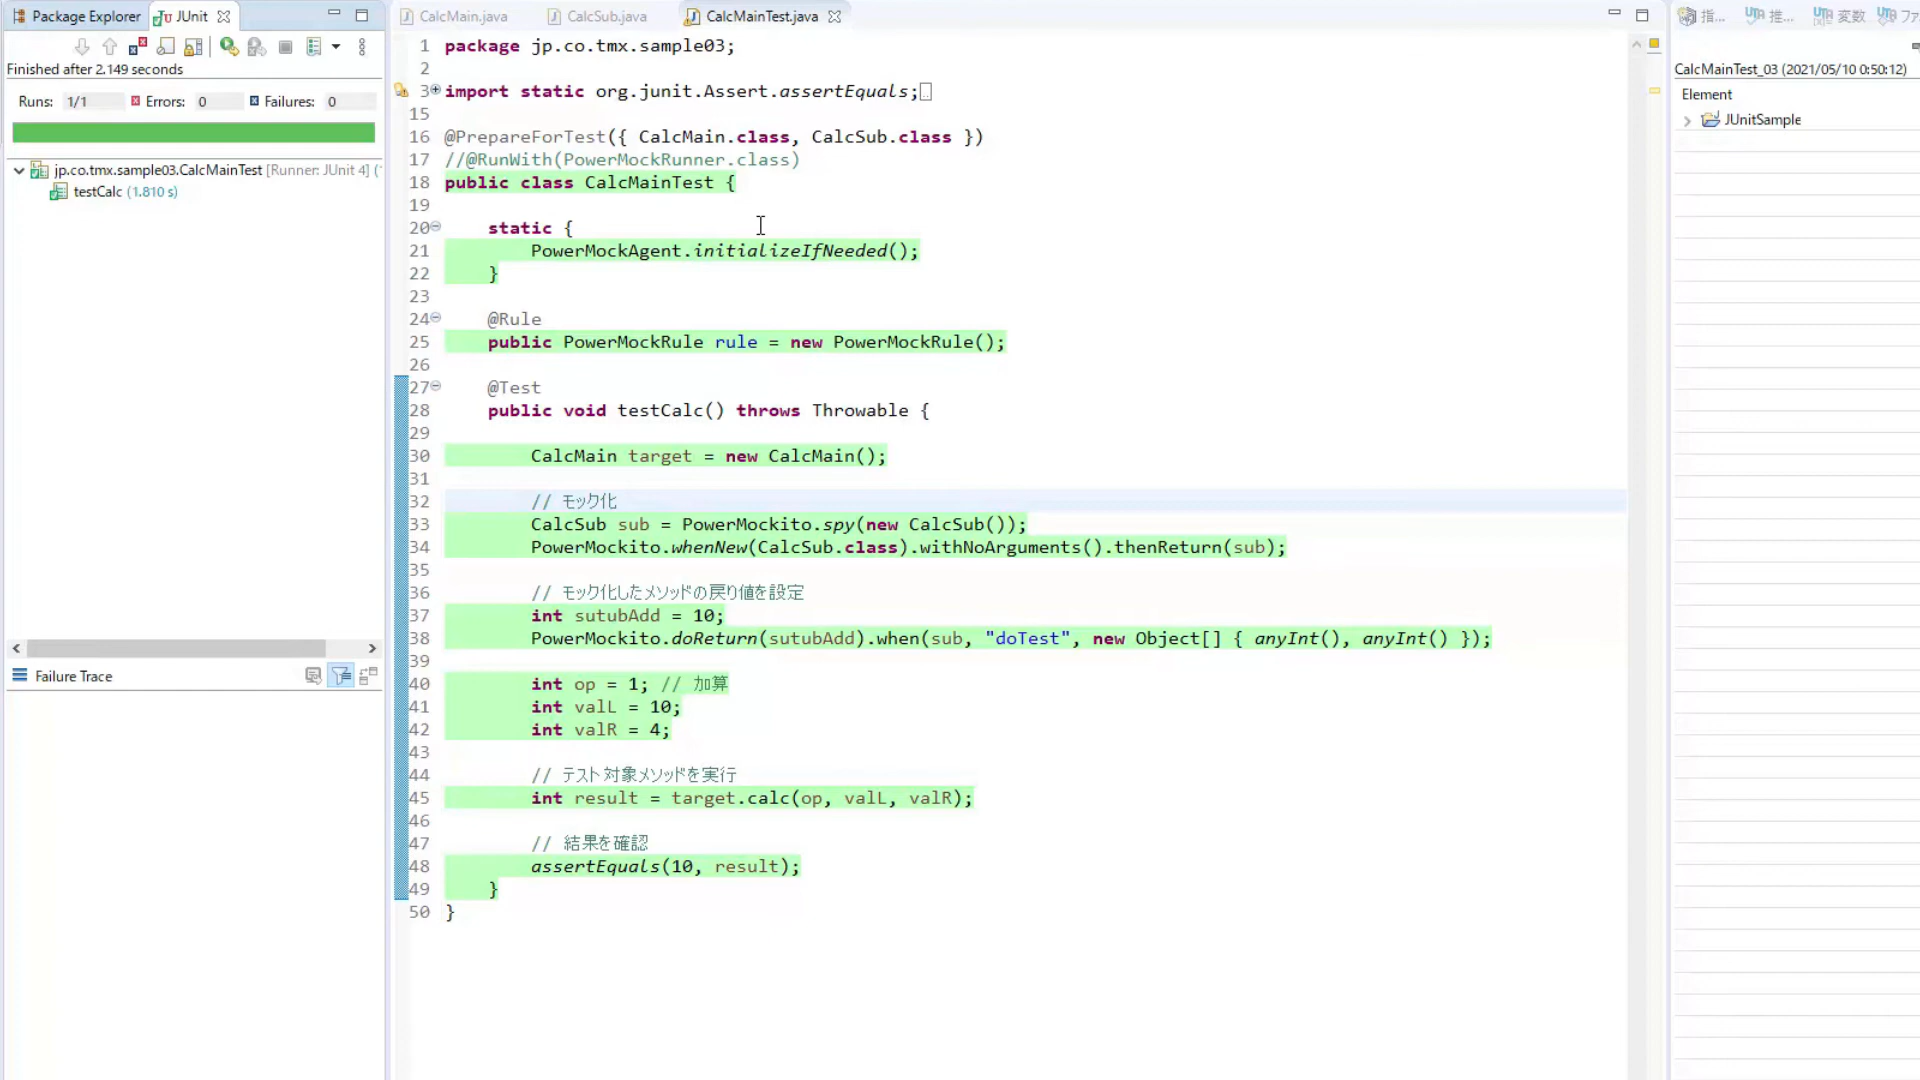 Package Explorer
JUnit
Finished after 2.149 seconds
Runs: 1/1 Errors: 0 Failures: 0
jp.co.tmx.sample03.CalcMainTest [Runner: JUnit 4] (
testCalc (1.810 s)
Failure Trace
CalcMain.java
CalcSub.java
CalcMainTest.java
1 package jp.co.tmx.sample03;
2
3 import static org.junit.Assert.assertEquals;
15
16 @PrepareForTest({ CalcMain.class, CalcSub.class })
17 //@RunWith(PowerMockRunner.class)
18 public class CalcMainTest {
19
20 static {
21 PowerMockAgent.initializeIfNeeded();
22 }
23
24 @Rule
25 public PowerMockRule rule = new PowerMockRule();
26
27 @Test
28 public void testCalc() throws Throwable {
29
30 CalcMain target = new CalcMain();
31
32 // モック化
33 CalcSub sub = PowerMockito.spy(new CalcSub());
34 PowerMockito.whenNew(CalcSub.class).withNoArguments().thenReturn(sub);
35
36 // モック化したメソッドの戻り値を設定
37 int sutubAdd = 10;
38 PowerMockito.doReturn(sutubAdd).when(sub, "doTest", new Object[] { anyInt(), anyInt() });
39
40 int op = 1; // 加算
41 int valL = 10;
42 int valR = 4;
43
44 // テスト対象メソッドを実行
45 int result = target.calc(op, valL, valR);
46
47 // 結果を確認
48 assertEquals(10, result);
49 }
50 }
指...
推...
変数
ファ
CalcMainTest_03 (2021/05/10 0:50:12)
Element
JUnitSample